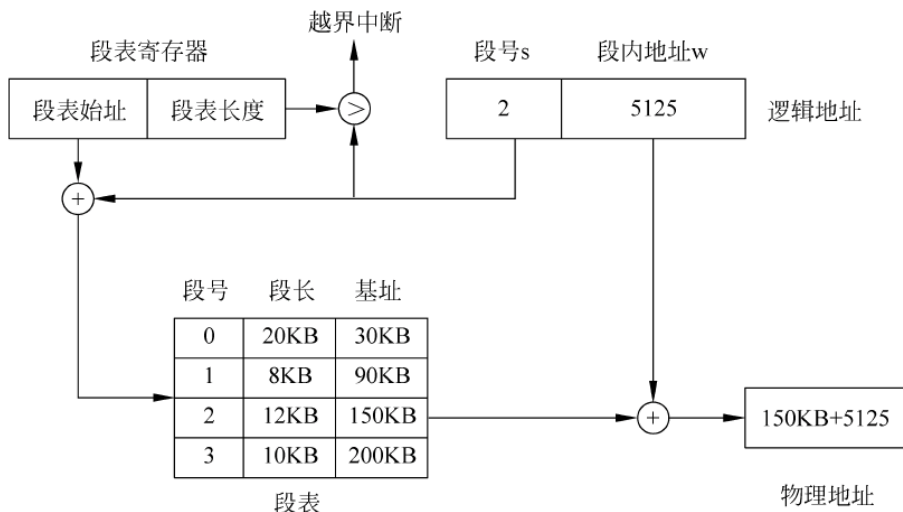 越界中断
段表寄存器
段号s 段内地址w
段表始址 段表长度 > 2 5125 逻辑地址
+
段号 段长 基址
0 20KB 30KB
1 8KB 90KB
2 12KB 150KB + 150KB+5125
3 10KB 200KB
段表 物理地址